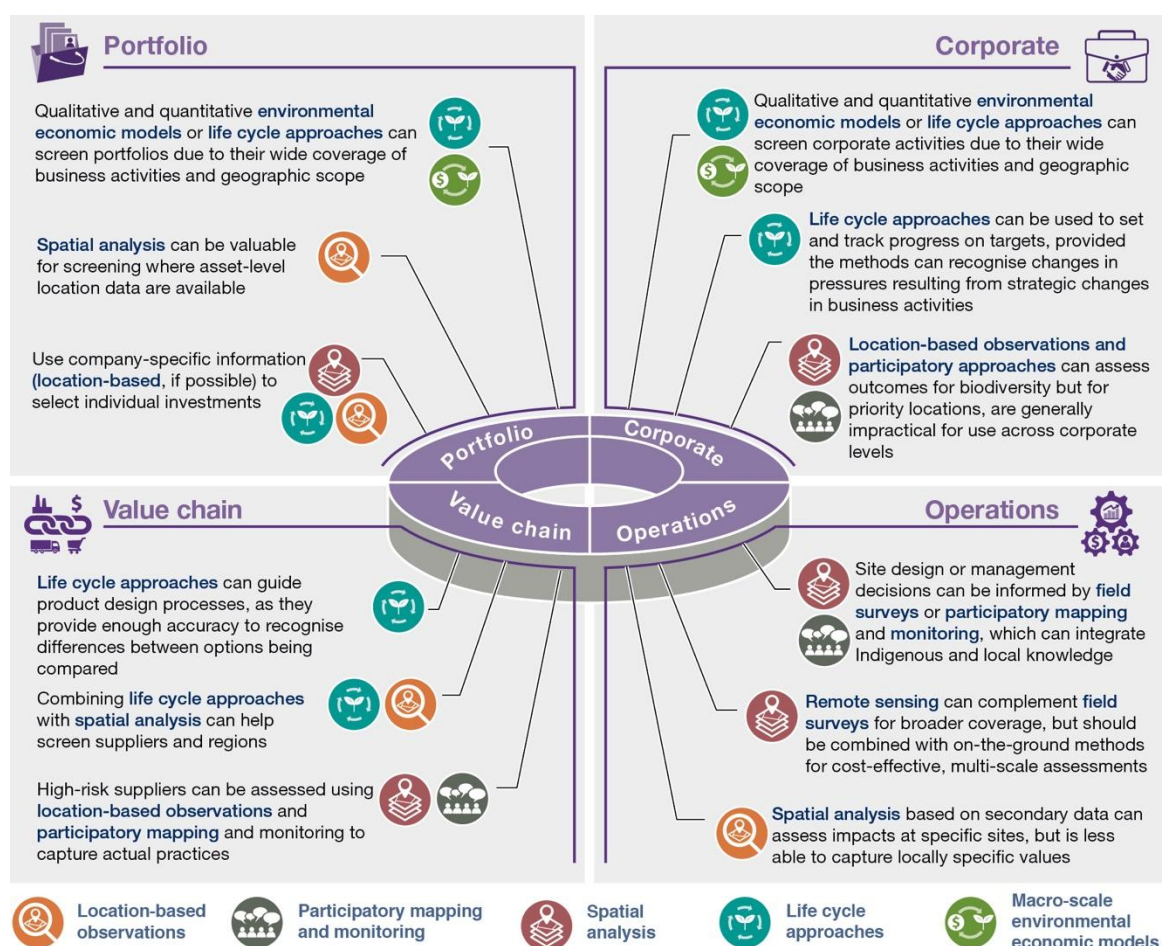 Portfolio
Qualitative and quantitative environmental
economic models or life cycle approaches can
screen portfolios due to their wide coverage of
business activities and geographic scope
Spatial analysis can be valuable
for screening where asset-level
location data are available
Use company-specific information
(location-based, if possible) to
select individual investments
Corporate
Qualitative and quantitative environmental
economic models or life cycle approaches can
screen corporate activities due to their wide
coverage of business activities and geographic
scope
Life cycle approaches can be used to set
and track progress on targets, provided
the methods can recognise changes in
pressures resulting from strategic changes
in business activities
Location-based observations and
participatory approaches can assess
outcomes for biodiversity but for
priority locations, are generally
impractical for use across corporate
levels
Portfolio
Corporate
Value chain
Operations
Value chain
Life cycle approaches can guide
product design processes, as they
provide enough accuracy to recognise
differences between options being
compared
Combining life cycle approaches
with spatial analysis can help
screen suppliers and regions
High-risk suppliers can be assessed using
location-based observations and
participatory mapping and monitoring to
capture actual practices
Operations
Site design or management
decisions can be informed by field
surveys or participatory mapping
and monitoring, which can integrate
Indigenous and local knowledge
Remote sensing can complement field
surveys for broader coverage, but should
be combined with on-the-ground methods
for cost-effective, multi-scale assessments
Spatial analysis based on secondary data can
assess impacts at specific sites, but is less
able to capture locally specific values
Location-based
observations
Participatory mapping
and monitoring
Spatial
analysis
Life cycle
approaches
Macro-scale
environmental
economic models